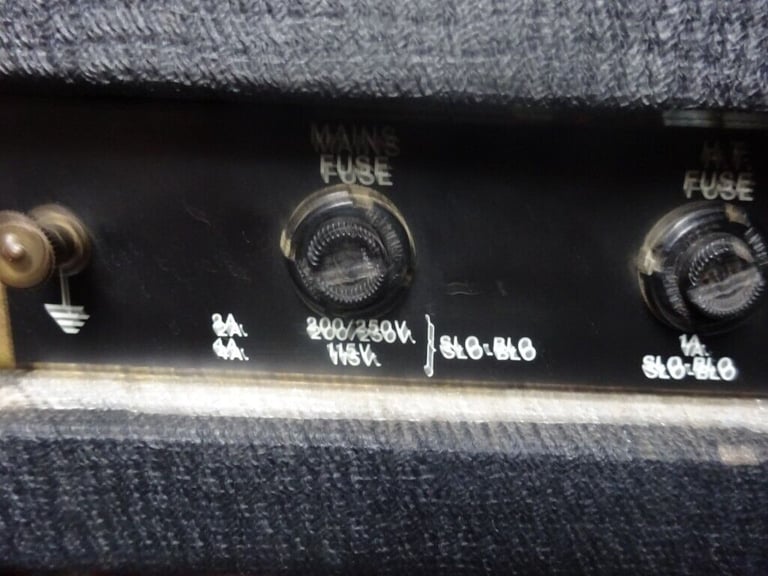 MAINS
FUSE
2A. 200/250V.
4A. 115V.
SLO-BLO
H.T.
FUSE
1A.
SLO-BLO